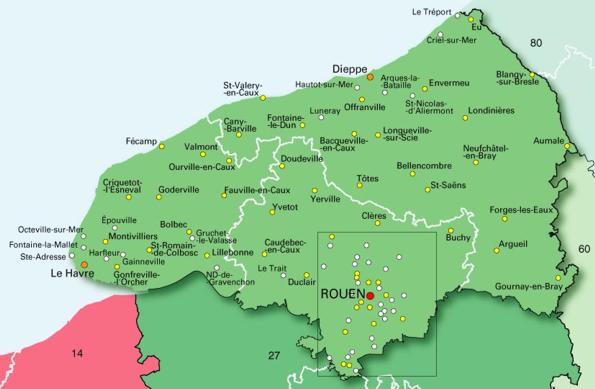 Le Tréport
Eu
Criel-sur-Mer
80
Dieppe
Hautot-sur-Mer
Arques-la-
-Bataille
Envermeu
Blangy-
-sur-Bresle
St-Valery-
-en-Caux
Offranville
St-Nicolas-
-d'Aliermont
Londinières
Luneray
Fontaine-
-le-Dun
Cany-
-Barville
Bacqueville-
-en-Caux
Longueville-
-sur-Scie
Fécamp
Valmont
Neufchâtel-
-en-Bray
Aumale
Ourville-en-Caux
Doudeville
Bellencombre
Criquetot-
-l'Esneval
Goderville
Fauville-en-Caux
Yerville
Tôtes
St-Saëns
Yvetot
Clères
Forges-les-Eaux
Épouville
Octeville-sur-Mer
Montivilliers
Bolbec
Gruchet-
-le-Valasse
Buchy
Argueil
60
Fontaine-la-Mallet
Harfleur
St-Romain-
-de-Colbosc
Lillebonne
Caudebec-
-en-Caux
Ste-Adresse
Gainneville
Le Havre
Gonfreville-
-l'Orcher
ND-de-
-Gravenchon
Le Trait
Duclair
Gournay-en-Bray
ROUEN
14
27